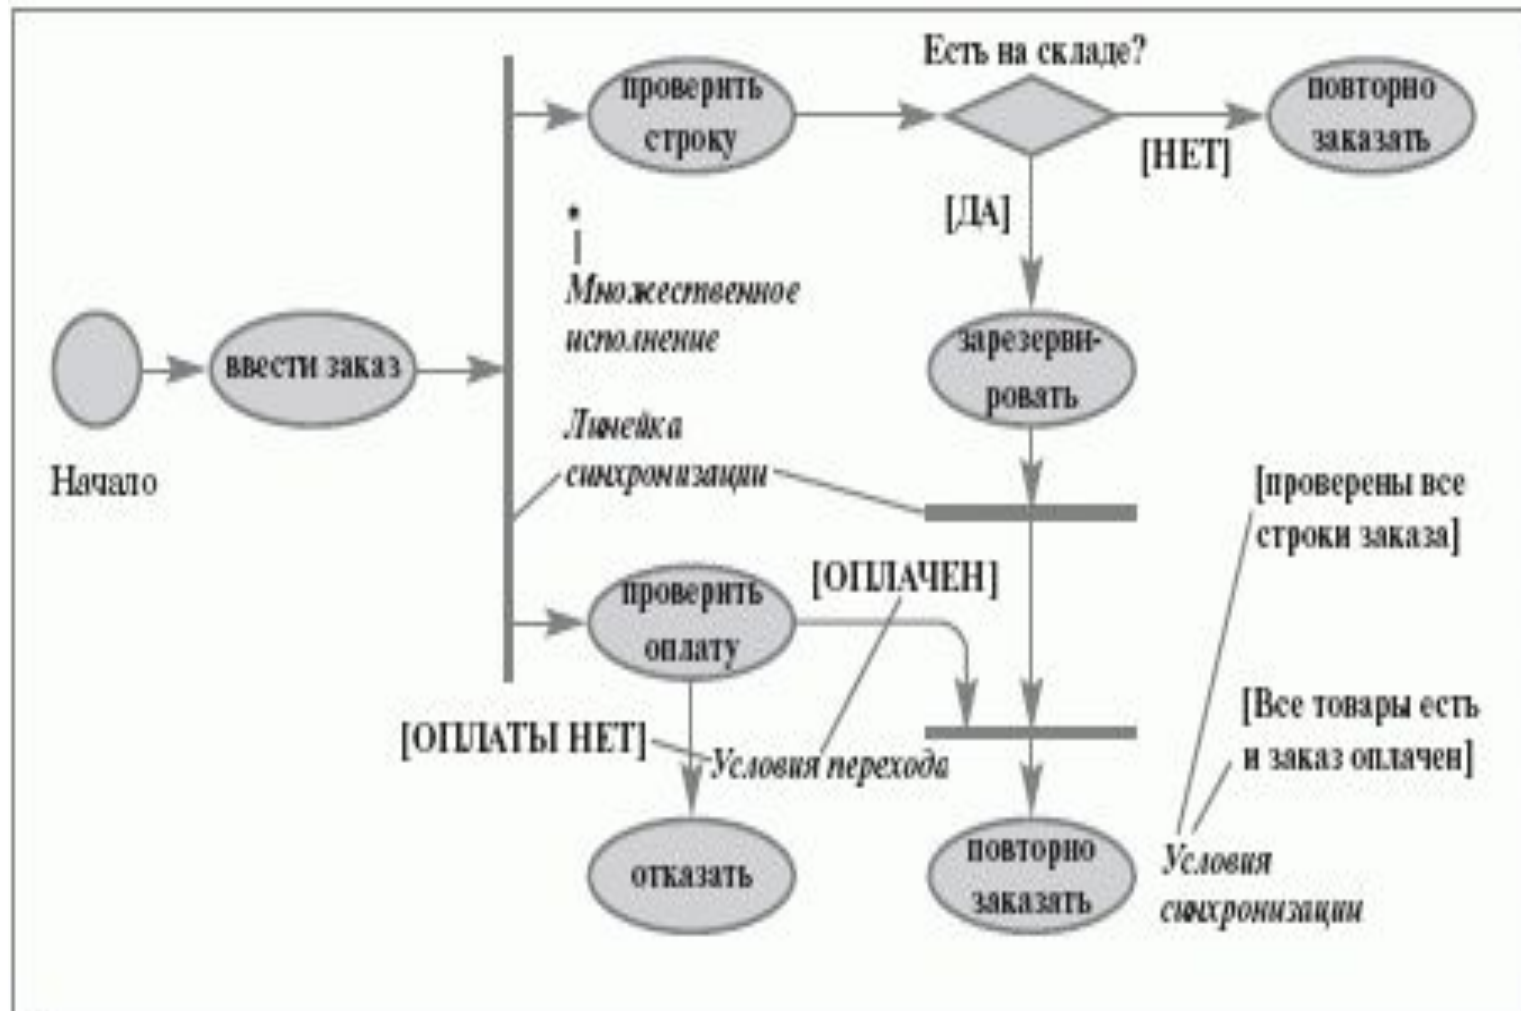 Есть на складе?
проверить
строку
повторно
заказать
[НЕТ]
[ДА]
*
Множественное
исполнение
ввести заказ
зарезерви-
ровать
Начало
Линейка
синхронизации
[проверены все
строки заказа]
проверить
оплату
[ОПЛАЧЕН]
[ОПЛАТЫ НЕТ]
Условия перехода
[Все товары есть
и заказ оплачен]
отказать
повторно
заказать
Условия
синхронизации